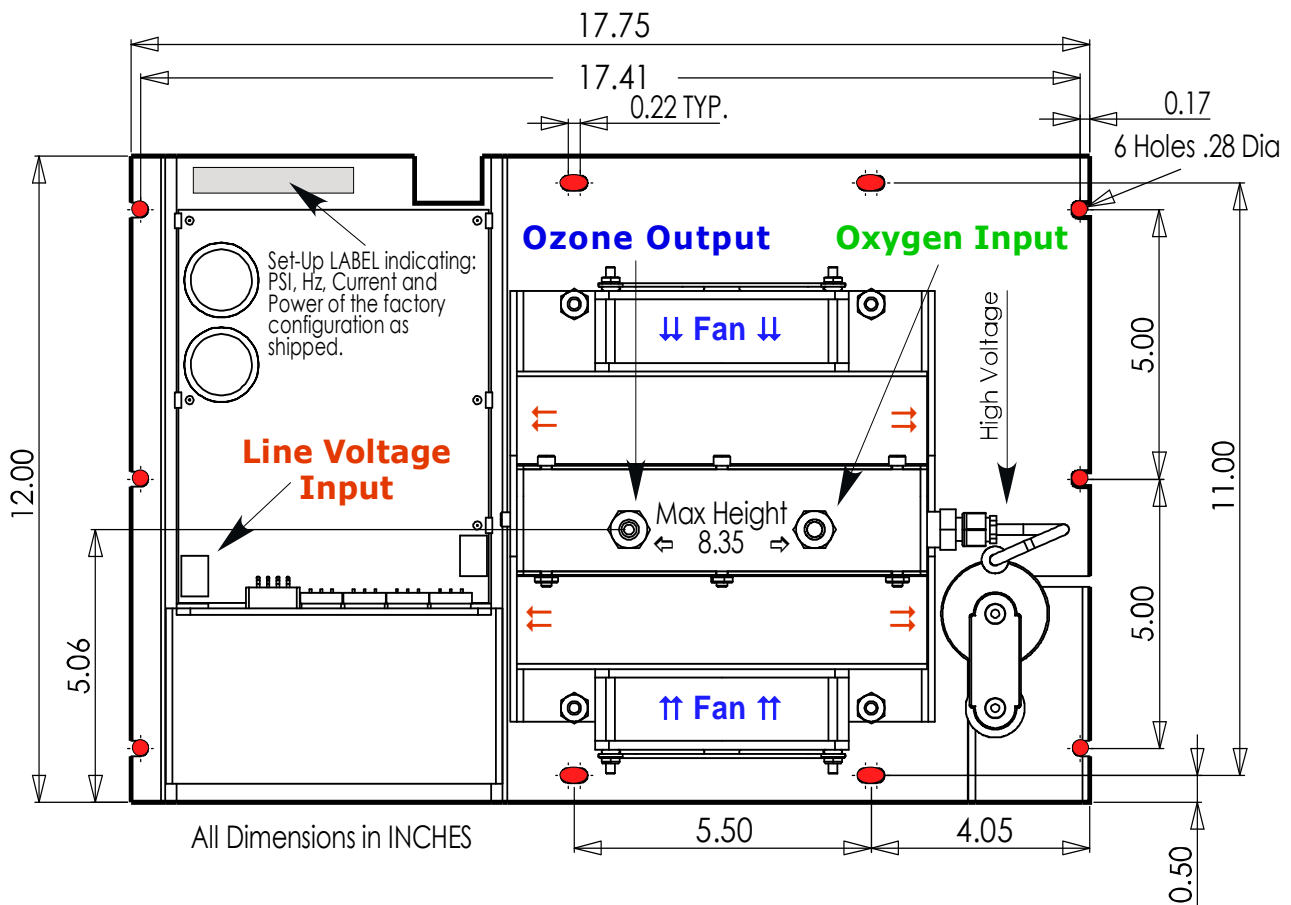 17.75
17.41
0.22 TYP.
0.17
6 Holes .28 Dia
Ozone Output
Oxygen Input
Set-Up LABEL indicating:
PSI, Hz, Current and
Power of the factory
configuration as
shipped.
⇊ Fan ⇊
High Voltage
5.00
11.00
12.00
Line Voltage
Input
Max Height
⇦ 8.35 ⇨
5.06
5.00
⇈ Fan ⇈
All Dimensions in INCHES
5.50
4.05
0.50